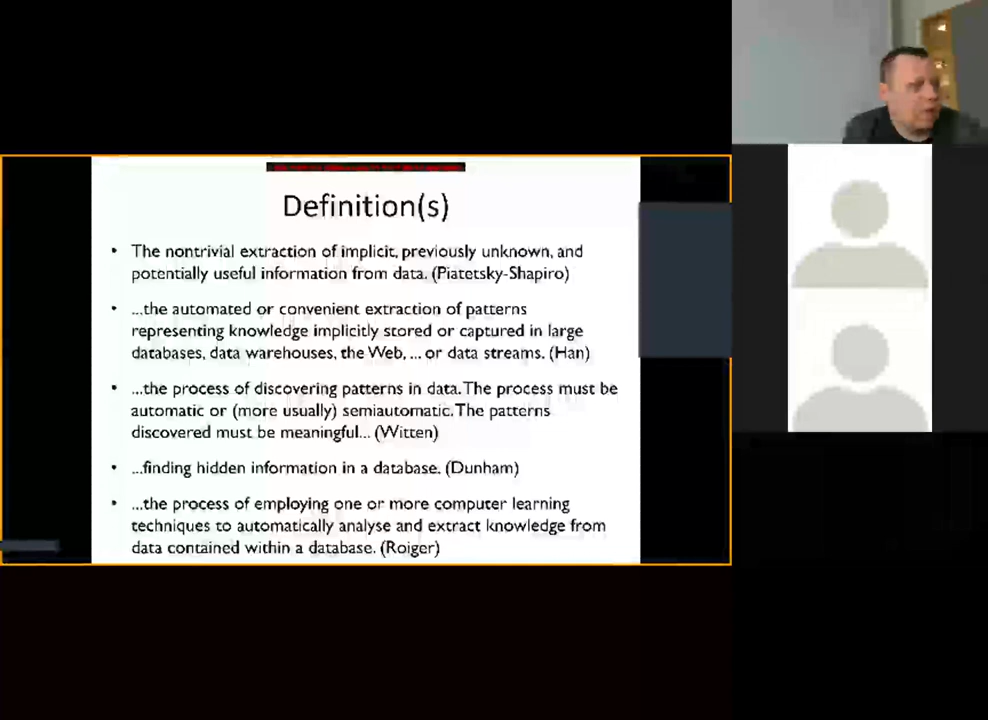 Definition(s)
• The nontrivial extraction of implicit, previously unknown, and
potentially useful information from data. (Piatetsky-Shapiro)
• ...the automated or convenient extraction of patterns
representing knowledge implicitly stored or captured in large
databases, data warehouses, the Web, ... or data streams. (Han)
• ...the process of discovering patterns in data. The process must be
automatic or (more usually) semiautomatic. The patterns
discovered must be meaningful... (Witten)
• ...finding hidden information in a database. (Dunham)
• ...the process of employing one or more computer learning
techniques to automatically analyse and extract knowledge from
data contained within a database. (Roiger)